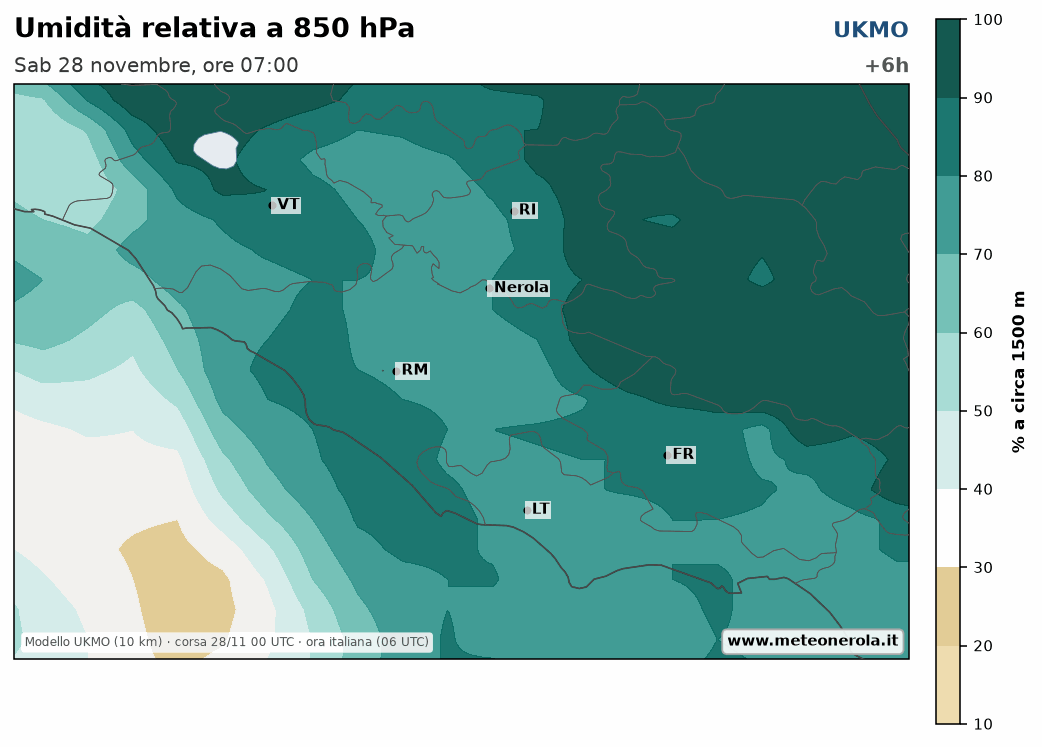 Umidità relativa a 850 hPa
UKMO
Sab 28 novembre, ore 07:00
+6h
VT
RI
Nerola
RM
FR
LT
Modello UKMO (10 km) · corsa 28/11 00 UTC · ora italiana (06 UTC)
www.meteonerola.it
100
90
80
70
60
50
40
30
20
10
% a circa 1500 m